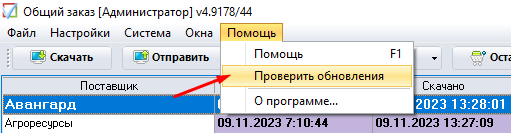 Общий заказ [Администратор] v4.9178/44
Файл Настройки Система Окна Помощь
Скачать Отправить
Помощь F1
Проверить обновления
О программе...
Поставщик Скачано
Авангард 2023 13:28:01
Агроресурсы 09.11.2023 7:10:44 09.11.2023 13:27:09